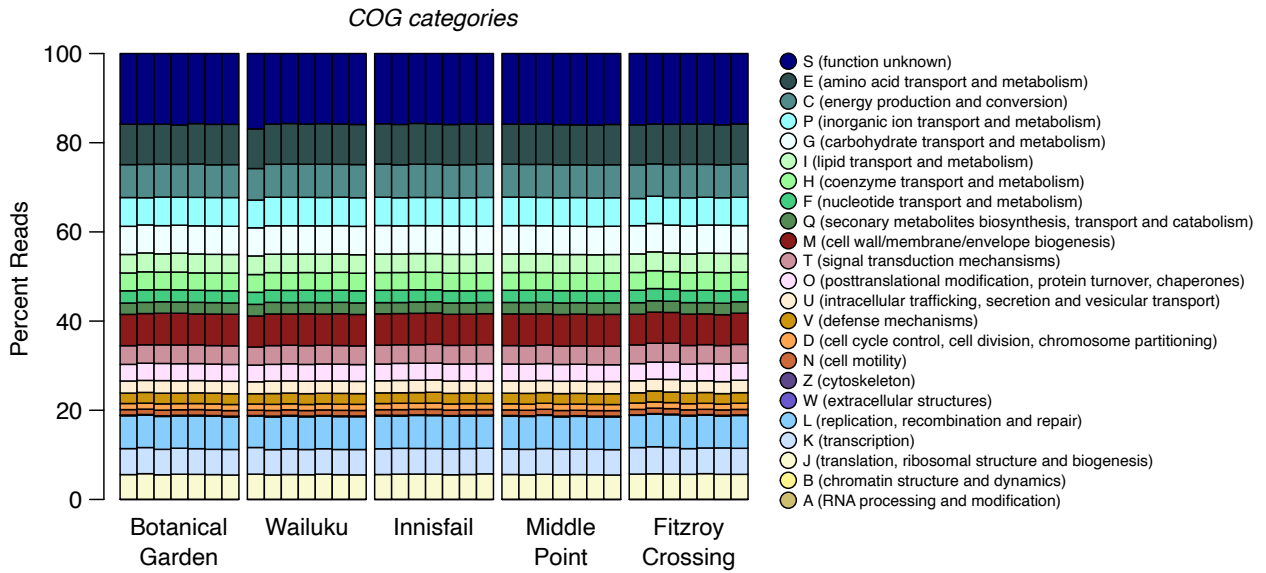 COG categories
Percent Reads
100
80
60
40
20
0
Botanical
Garden
Wailuku
Innisfail
Middle
Point
Fitzroy
Crossing
S (function unknown)
E (amino acid transport and metabolism)
C (energy production and conversion)
P (inorganic ion transport and metabolism)
G (carbohydrate transport and metabolism)
I (lipid transport and metabolism)
H (coenzyme transport and metabolism)
F (nucleotide transport and metabolism)
Q (seconary metabolites biosynthesis, transport and catabolism)
M (cell wall/membrane/envelope biogenesis)
T (signal transduction mechansisms)
O (posttranslational modification, protein turnover, chaperones)
U (intracellular trafficking, secretion and vesicular transport)
V (defense mechanisms)
D (cell cycle control, cell division, chromosome partitioning)
N (cell motility)
Z (cytoskeleton)
W (extracellular structures)
L (replication, recombination and repair)
K (transcription)
J (translation, ribosomal structure and biogenesis)
B (chromatin structure and dynamics)
A (RNA processing and modification)